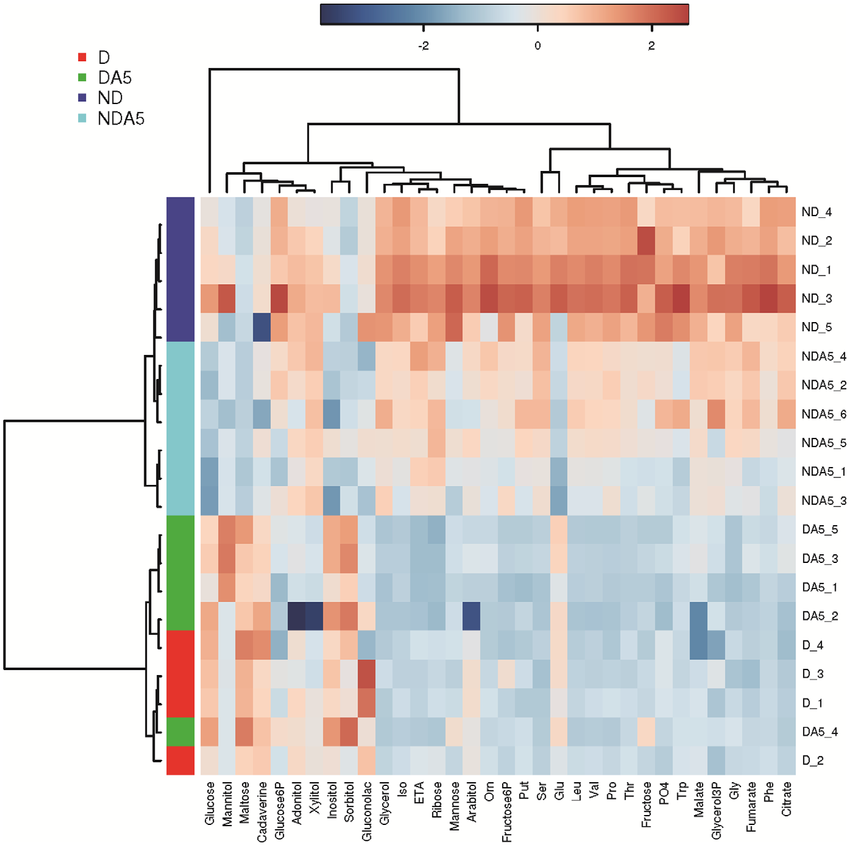 -2 0 2
D
DA5
ND
NDA5
ND_4
ND_2
ND_1
ND_3
ND_5
NDA5_4
NDA5_2
NDA5_6
NDA5_5
NDA5_1
NDA5_3
DA5_5
DA5_3
DA5_1
DA5_2
D_4
D_3
D_1
DA5_4
D_2
Glucose
Mannitol
Maltose
Cadaverine
Glucose6P
Adonitol
Xylitol
Inositol
Sorbitol
Gluconolac
Glycerol
Iso
ETA
Ribose
Mannose
Arabitol
Orn
Fructose6P
Put
Ser
Glu
Leu
Val
Pro
Thr
Fructose
PO4
Trp
Malate
Glycerol3P
Gly
Fumarate
Phe
Citrate